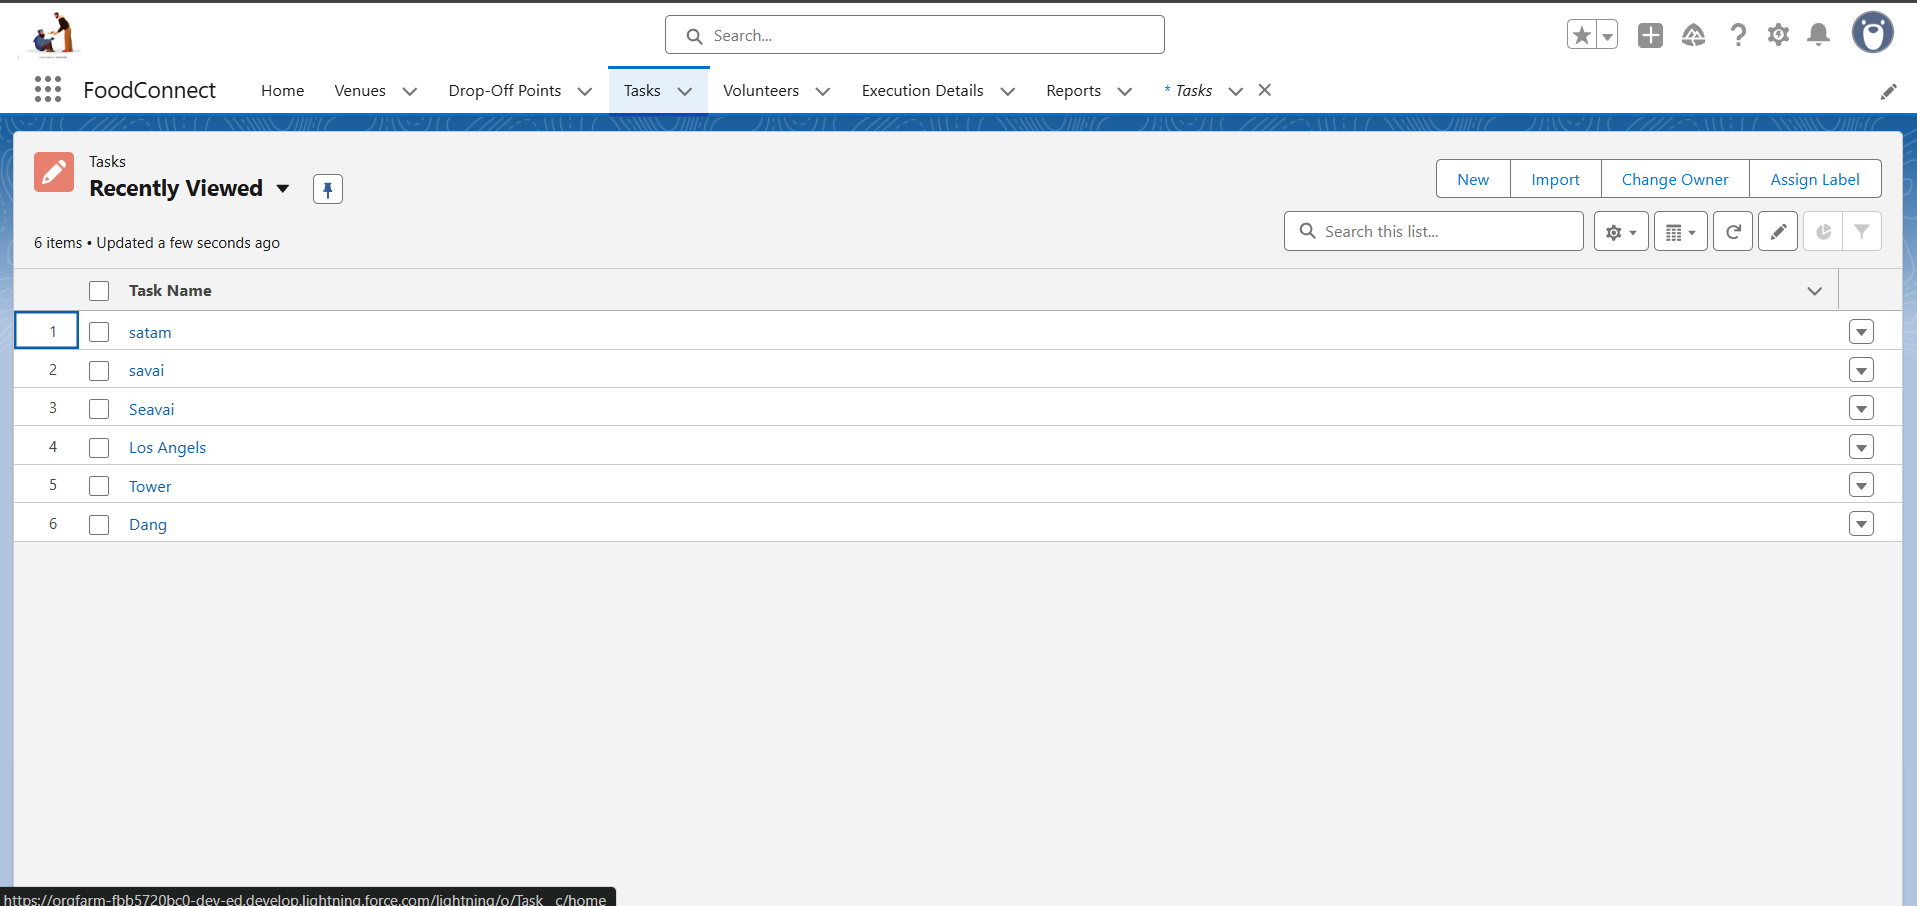 Search...
FoodConnect
Home
Venues
Drop-Off Points
Tasks
Volunteers
Execution Details
Reports
* Tasks
Tasks
Recently Viewed
New
Import
Change Owner
Assign Label
6 items • Updated a few seconds ago
Search this list...
Task Name
1 satam
2 savai
3 Seavai
4 Los Angels
5 Tower
6 Dang
https://orgfarm-fbb5720bc0-dev-ed.develop.lightning.force.com/lightning/o/Task__c/home